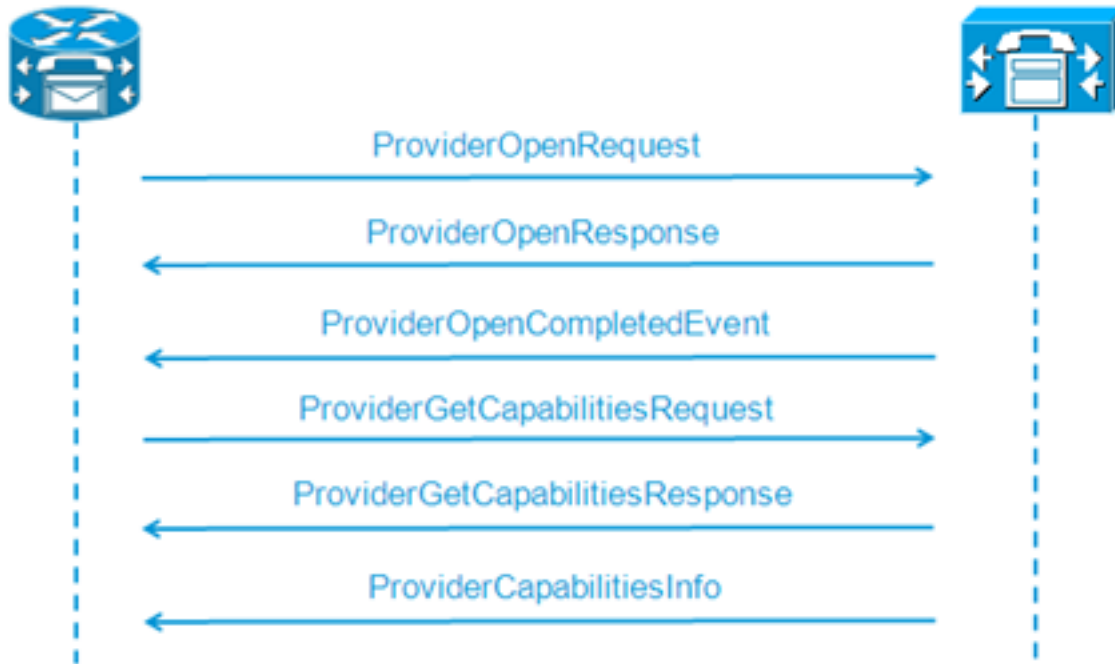 ProviderOpenRequest
ProviderOpenResponse
ProviderOpenCompletedEvent
ProviderGetCapabilitiesRequest
ProviderGetCapabilitiesResponse
ProviderCapabilitiesInfo